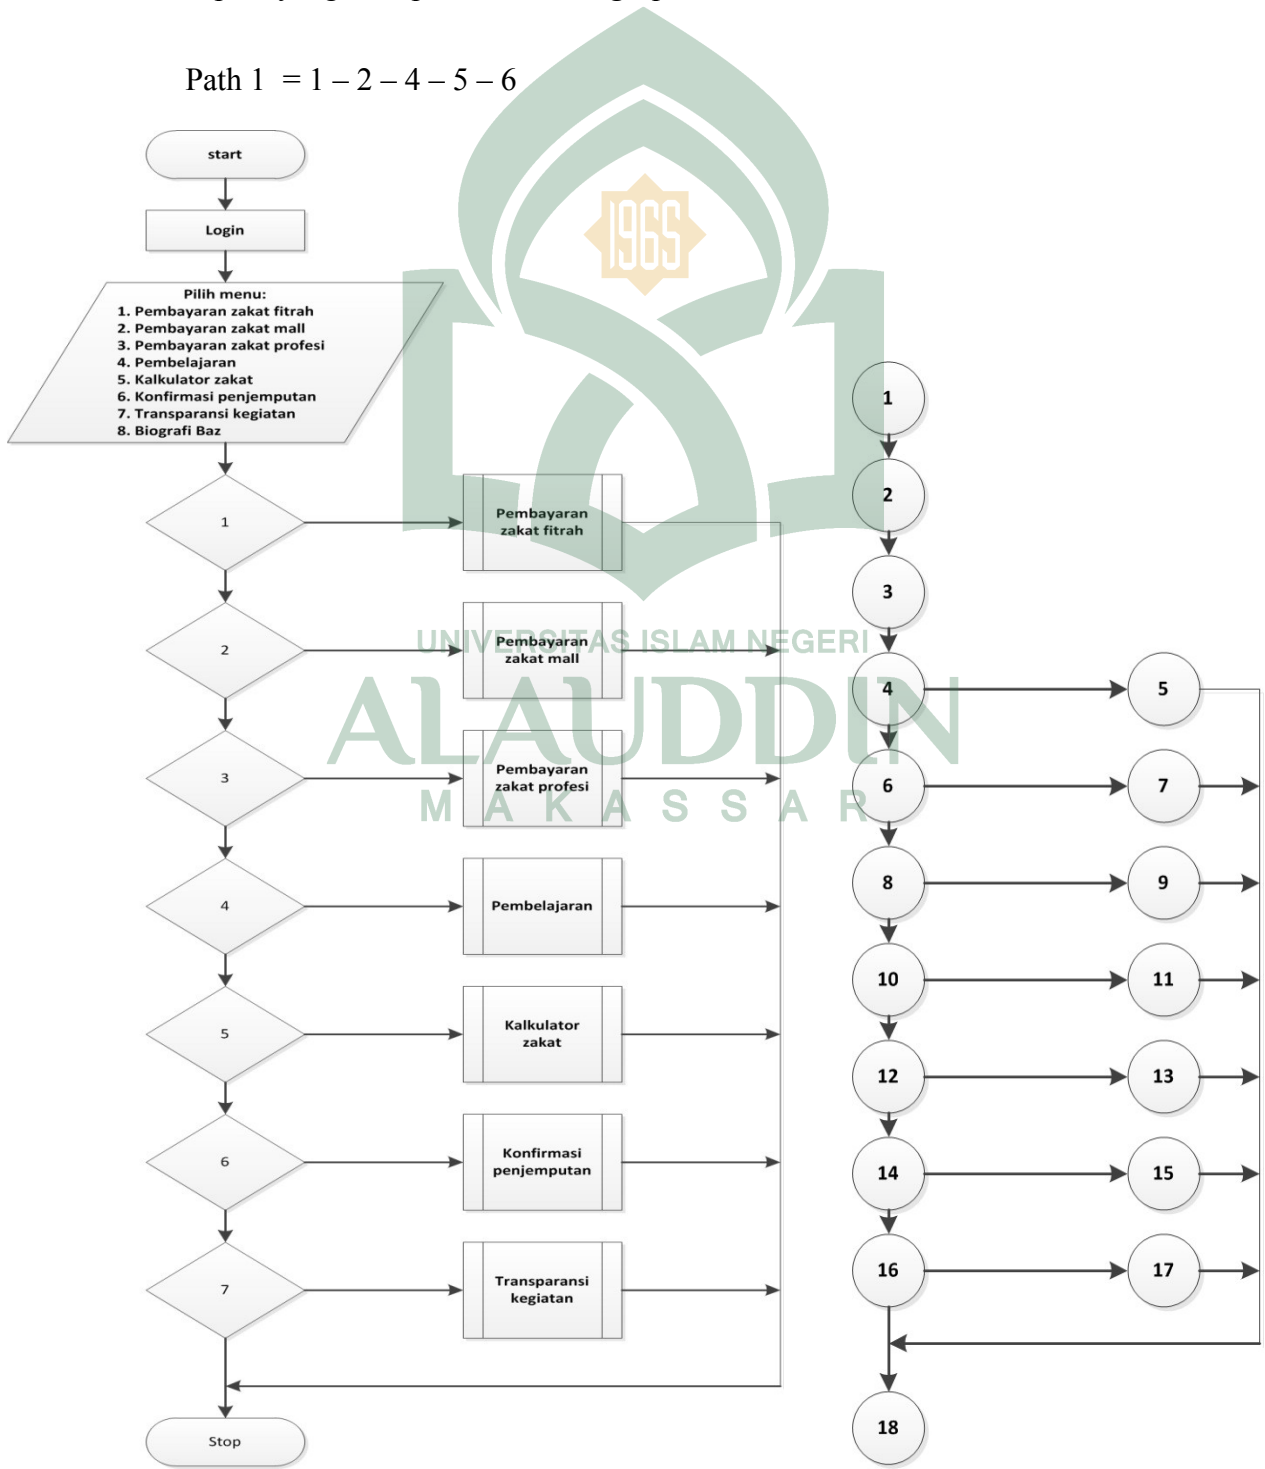 Path 1 = 1 – 2 – 4 – 5 – 6
start
Login
Pilih menu:
1. Pembayaran zakat fitrah
2. Pembayaran zakat mall
3. Pembayaran zakat profesi
4. Pembelajaran
5. Kalkulator zakat
6. Konfirmasi penjemputan
7. Transparansi kegiatan
8. Biografi Baz
1
Pembayaran
zakat fitrah
2
Pembayaran
zakat mall
3
Pembayaran
zakat profesi
4
Pembelajaran
5
Kalkulator
zakat
6
Konfirmasi
penjemputan
7
Transparansi
kegiatan
Stop
1965
UNIVERSITAS ISLAM NEGERI
ALAUDDIN
MAKASSAR
1
2
3
4
5
6
7
8
9
10
11
12
13
14
15
16
17
18